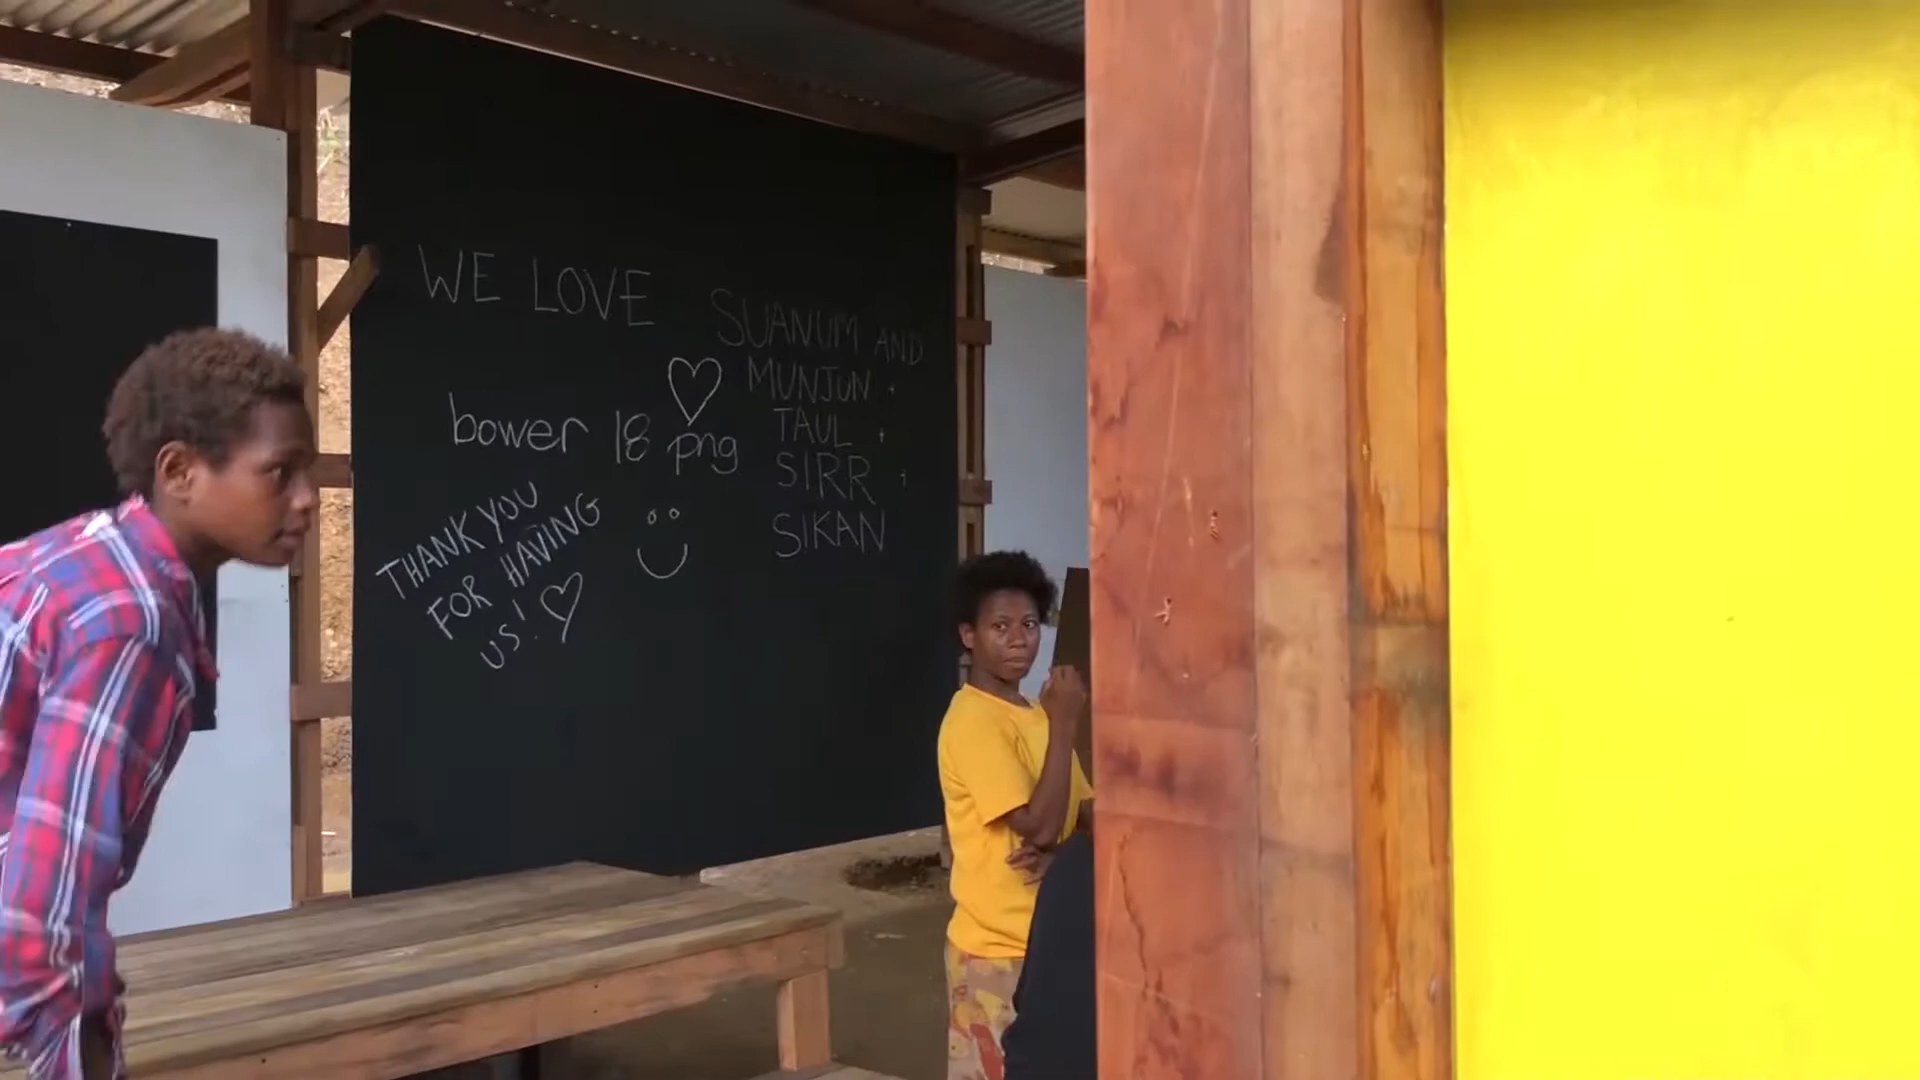 WE LOVE
SUANUM AND
MUNJUN +
TAUL +
SIRR +
SIKAN
bower 18 png
THANK YOU
FOR HAVING
US!